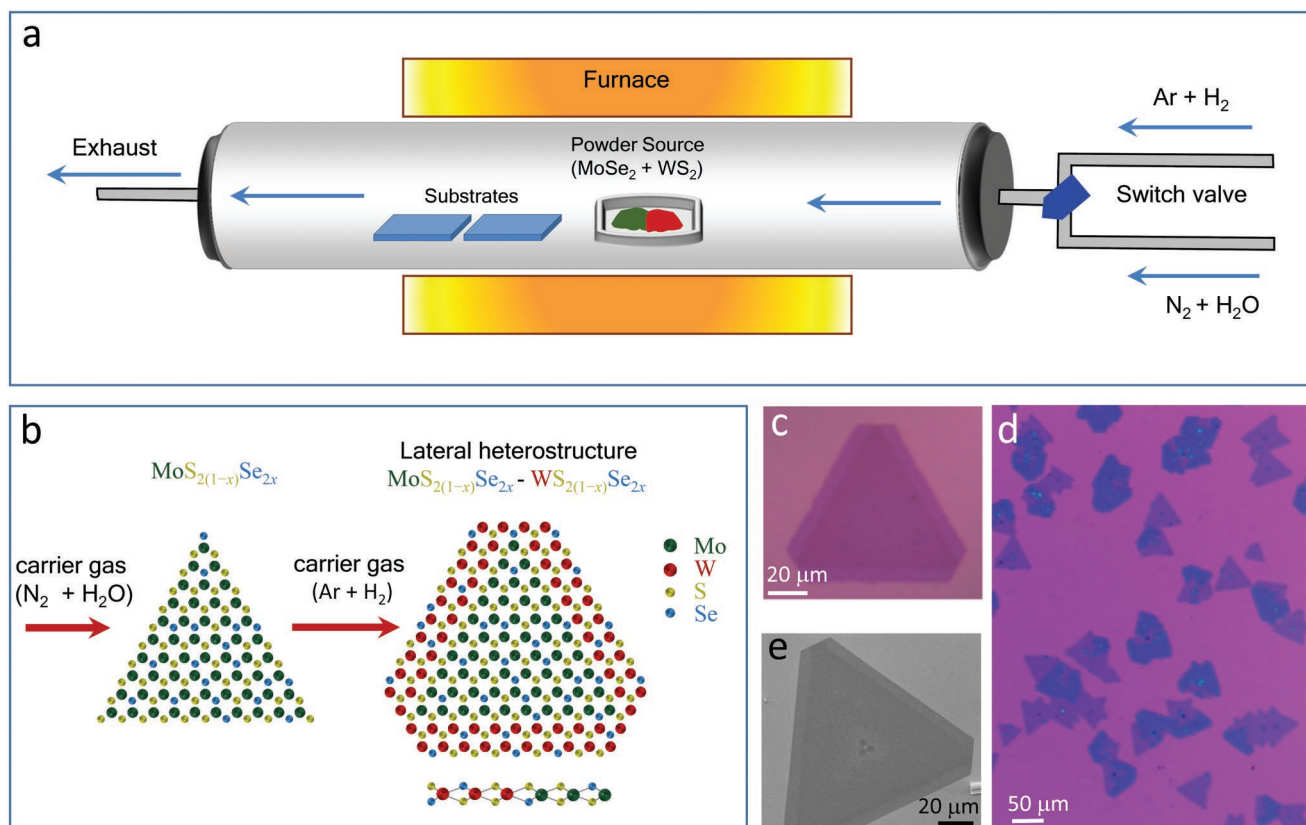 a
Furnace
Ar + H₂
Exhaust
Powder Source
(MoSe₂ + WS₂)
Substrates
Switch valve
N₂ + H₂O
b
Lateral heterostructure
MoS₂₍₁₋ₓ₎Se₂ₓ
MoS₂₍₁₋ₓ₎Se₂ₓ - WS₂₍₁₋ₓ₎Se₂ₓ
carrier gas
(N₂ + H₂O)
carrier gas
(Ar + H₂)
Mo
W
S
Se
c
20 μm
d
50 μm
e
20 μm